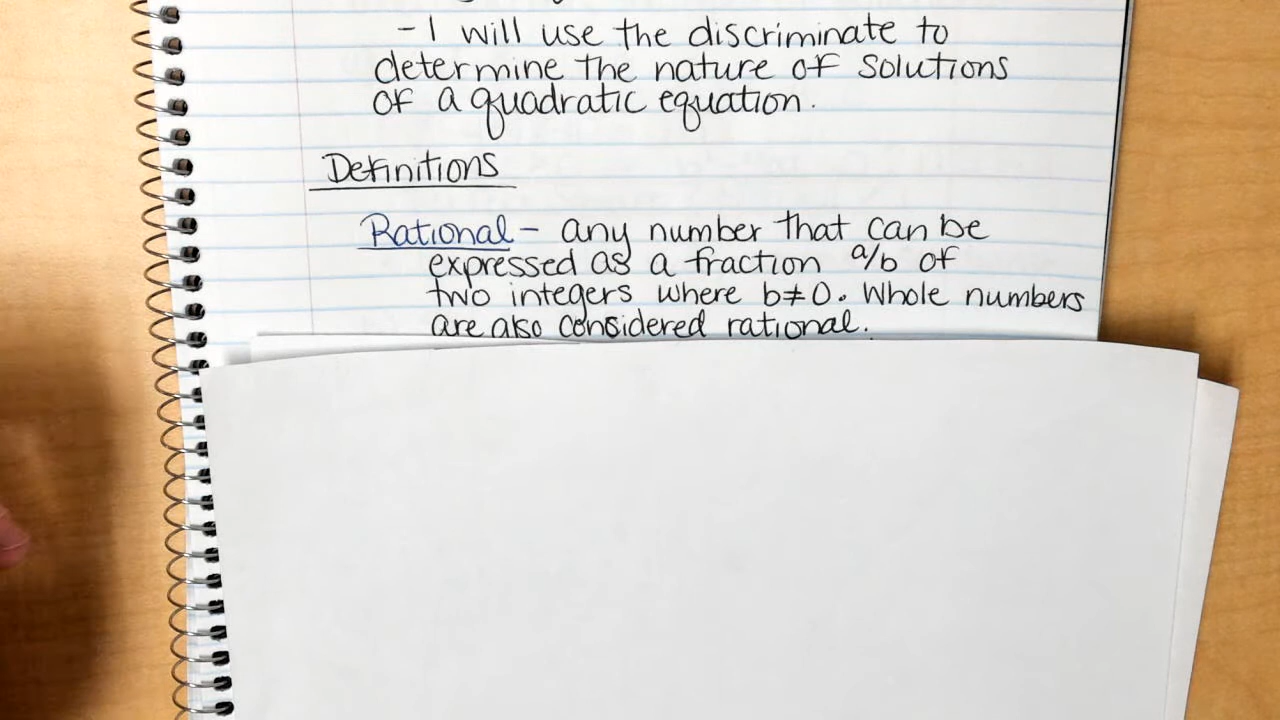 - I will use the discriminate to
determine the nature of solutions
of a quadratic equation.
Definitions
Rational - any number that can be
expressed as a fraction a/b of
two integers where b≠0. Whole numbers
are also considered rational.